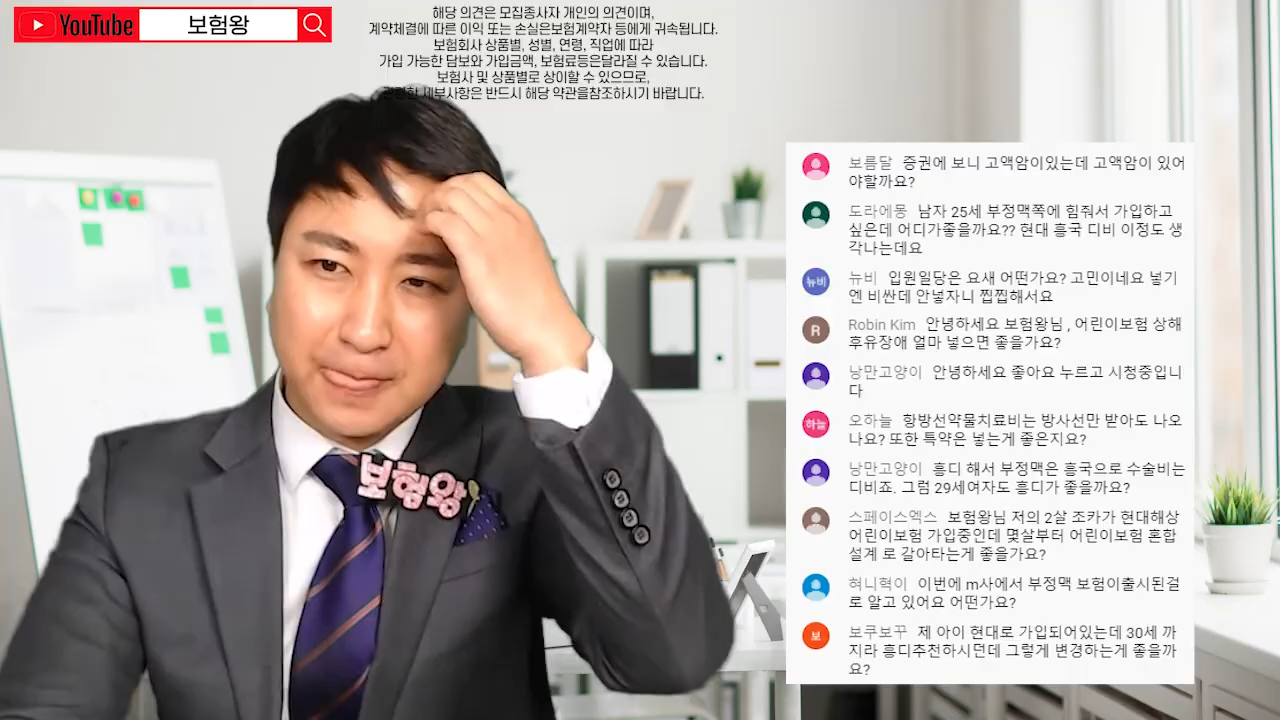 YouTube 보험왕
해당 의견은 모집종사자 개인의 의견이며,
계약체결에 따른 이익 또는 손실은보험계약자 등에게 귀속됩니다.
보험회사 상품별, 성별, 연령, 직업에 따라
가입 가능한 담보와 가입금액, 보험료등은달라질 수 있습니다.
보험사 및 상품별로 상이할 수 있으므로,
관련한 세부사항은 반드시 해당 약관을참조하시기 바랍니다.
보름달 증권에 보니 고액암이있는데 고액암이 있어
야할까요?
도라에몽 남자 25세 부정맥쪽에 힘줘서 가입하고
싶은데 어디가좋을까요?? 현대 흥국 디비 이정도 생
각나는데요
뉴비 뉴비 입원일당은 요새 어떤가요? 고민이네요 넣기
엔 비싼데 안넣자니 찝찝해서요
R Robin Kim 안녕하세요 보험왕님 , 어린이보험 상해
후유장애 얼마 넣으면 좋을가요?
낭만고양이 안녕하세요 좋아요 누르고 시청중입니
다
하늘 오하늘 항방선약물치료비는 방사선만 받아도 나오
나요? 또한 특약은 넣는게 좋은지요?
낭만고양이 흥디 해서 부정맥은 흥국으로 수술비는
디비죠. 그럼 29세여자도 흥디가 좋을까요?
스페이스엑스 보험왕님 저의 2살 조카가 현대해상
어린이보험 가입중인데 몇살부터 어린이보험 혼합
설계 로 갈아타는게 좋을가요?
혀니혁이 이번에 m사에서 부정맥 보험이출시된걸
로 알고 있어요 어떤가요?
보 보쿠보꾸 제 아이 현대로 가입되어있는데 30세 까
지라 흥디추천하시던데 그렇게 변경하는게 좋을까
요?
보험왕